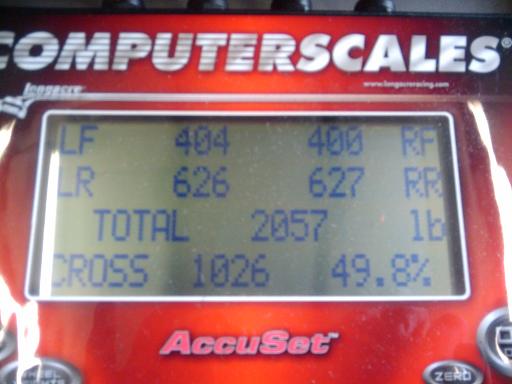 COMPUTERSCALES®
longacre
www.longacreracing.com
LF 404 400 RF
LR 626 627 RR
TOTAL 2057 lb
CROSS 1026 49.8%
AccuSet™
ZERO